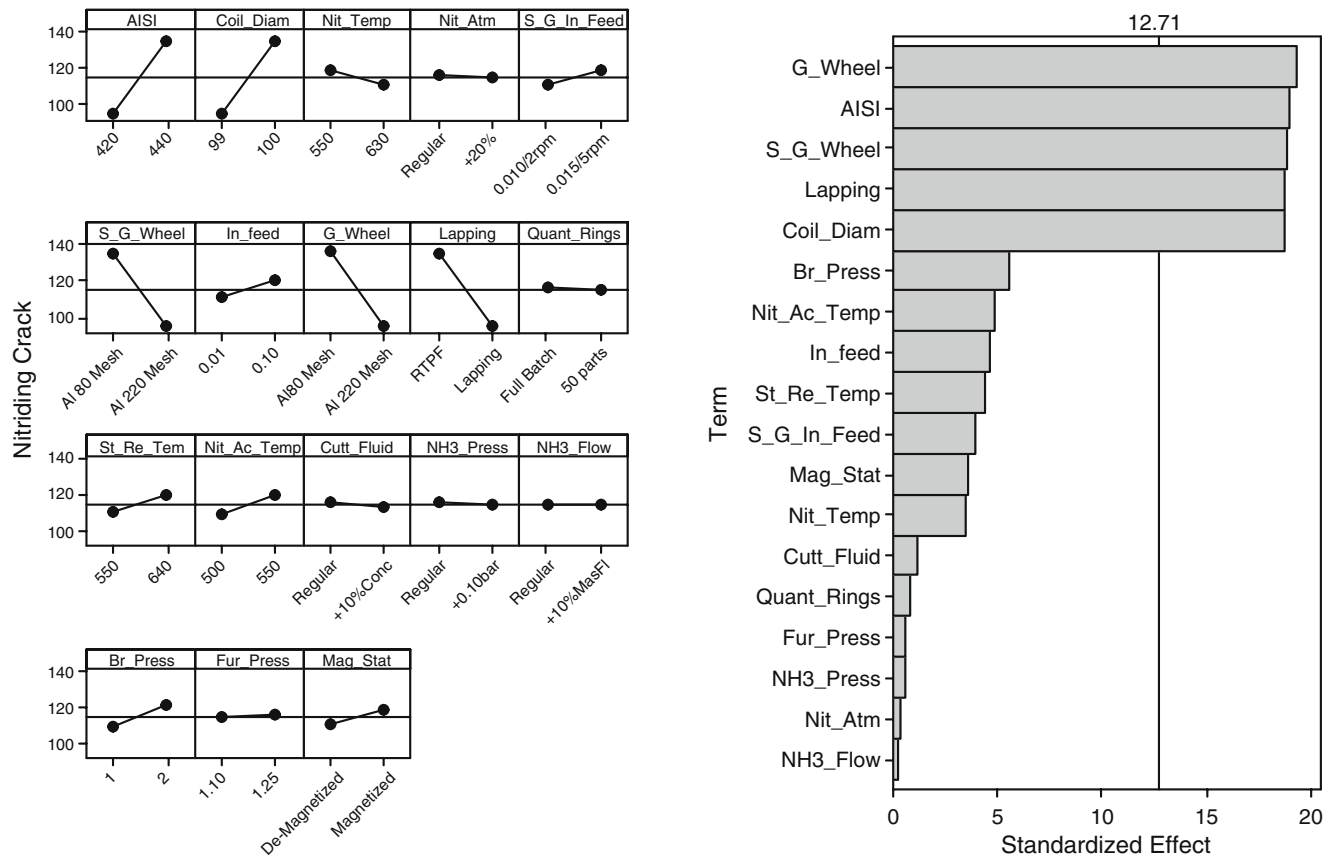 AISI Coil_Diam Nit_Temp Nit_Atm S_G_In_Feed
140
120
100
420 440 99 100 550 630 Regular +20% 0.010/2rpm 0.015/5rpm
S_G_Wheel In_feed G_Wheel Lapping Quant_Rings
140
120
100
Al 80 Mesh Al 220 Mesh 0.01 0.10 Al80 Mesh Al 220 Mesh RTPF Lapping Full Batch 50 parts
Nitriding Crack
St_Re_Tem Nit_Ac_Temp Cutt_Fluid NH3_Press NH3_Flow
140
120
100
550 640 500 550 Regular +10%Conc Regular +0.10bar Regular +10%MasFl
Br_Press Fur_Press Mag_Stat
140
120
100
1 2 1.10 1.25 De-Magnetized Magnetized
12.71
Term
G_Wheel
AISI
S_G_Wheel
Lapping
Coil_Diam
Br_Press
Nit_Ac_Temp
In_feed
St_Re_Temp
S_G_In_Feed
Mag_Stat
Nit_Temp
Cutt_Fluid
Quant_Rings
Fur_Press
NH3_Press
Nit_Atm
NH3_Flow
0 5 10 15 20
Standardized Effect